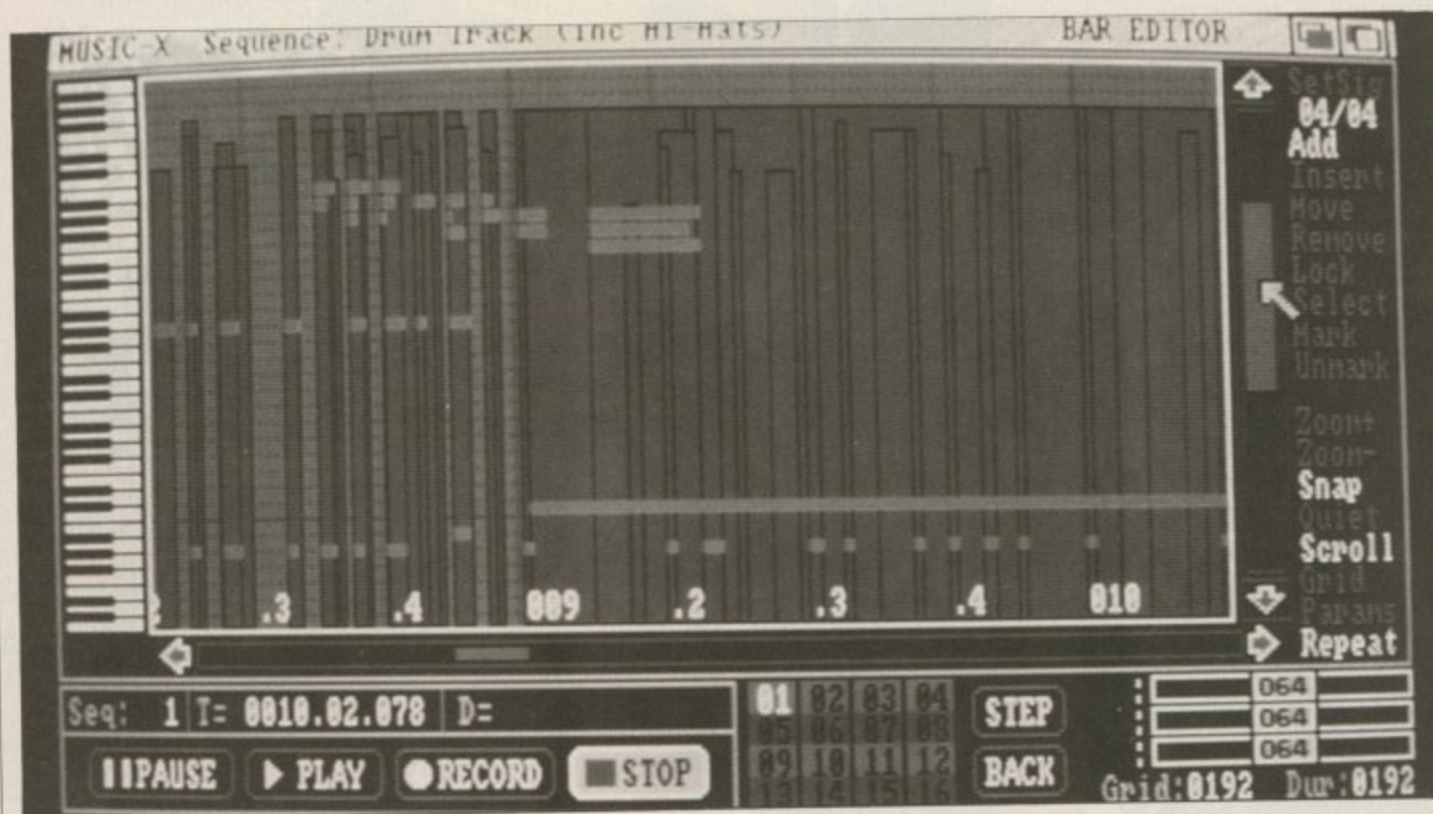 MUSIC-X Sequence: Drum Track (Inc Hi-Hats) BAR EDITOR
SetSig
04/04
Add
Insert
Move
Remove
Lock
Select
Mark
Unmark
Zoom+
Zoom-
Snap
Quiet
Scroll
Grid
Params
Repeat
.3 .4 009 .2 .3 .4 010
Seq: 1 T= 0010.02.078 D=
PAUSE PLAY RECORD STOP
01 02 03 04
05 06 07 08
09 10 11 12
13 14 15 16
STEP
BACK
064
064
064
Grid:0192 Dur:0192